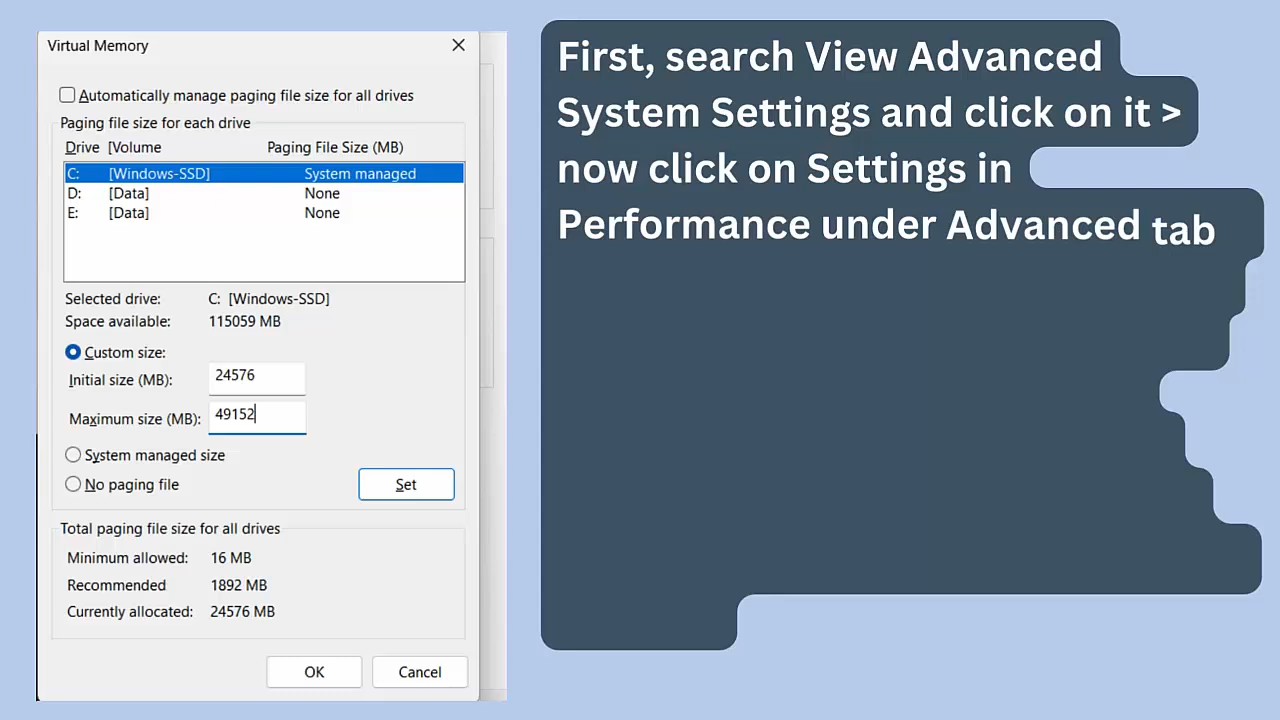 Virtual Memory
Automatically manage paging file size for all drives
Paging file size for each drive
Drive [Volume Paging File Size (MB)
C: [Windows-SSD] System managed
D: [Data] None
E: [Data] None
Selected drive: C: [Windows-SSD]
Space available: 115059 MB
Custom size:
Initial size (MB): 24576
Maximum size (MB): 49152
System managed size
No paging file
Set
Total paging file size for all drives
Minimum allowed: 16 MB
Recommended 1892 MB
Currently allocated: 24576 MB
OK Cancel
First, search View Advanced
System Settings and click on it >
now click on Settings in
Performance under Advanced tab